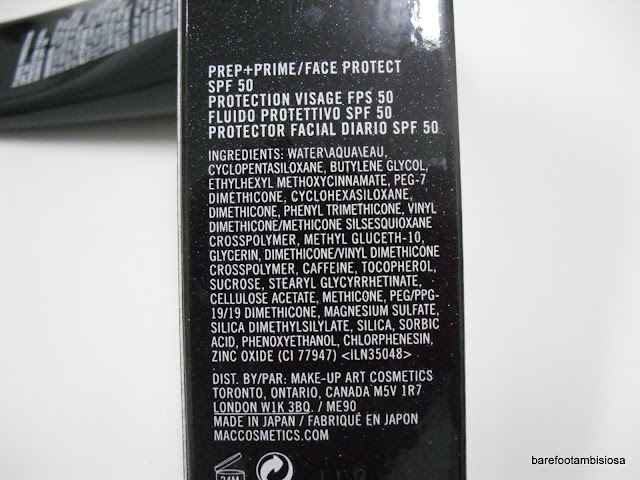 PREP+PRIME/FACE PROTECT
SPF 50
PROTECTION VISAGE FPS 50
FLUIDO PROTETTIVO SPF 50
PROTECTOR FACIAL DIARIO SPF 50
INGREDIENTS: WATER\AQUA\EAU,
CYCLOPENTASILOXANE, BUTYLENE GLYCOL,
ETHYLHEXYL METHOXYCINNAMATE, PEG-7
DIMETHICONE, CYCLOHEXASILOXANE,
DIMETHICONE, PHENYL TRIMETHICONE, VINYL
DIMETHICONE/METHICONE SILSESQUIOXANE
CROSSPOLYMER, METHYL GLUCETH-10,
GLYCERIN, DIMETHICONE/VINYL DIMETHICONE
CROSSPOLYMER, CAFFEINE, TOCOPHEROL,
SUCROSE, STEARYL GLYCYRRHETINATE,
CELLULOSE ACETATE, METHICONE, PEG/PPG-
19/19 DIMETHICONE, MAGNESIUM SULFATE,
SILICA DIMETHYLSILYLATE, SILICA, SORBIC
ACID, PHENOXYETHANOL, CHLORPHENESIN,
ZINC OXIDE (CI 77947) <ILN35048>
DIST. BY/PAR: MAKE-UP ART COSMETICS
TORONTO, ONTARIO, CANADA M5V 1R7
LONDON W1K 3BQ. / ME90
MADE IN JAPAN / FABRIQUÉ EN JAPON
MACCOSMETICS.COM
24M
barefootambisiosa